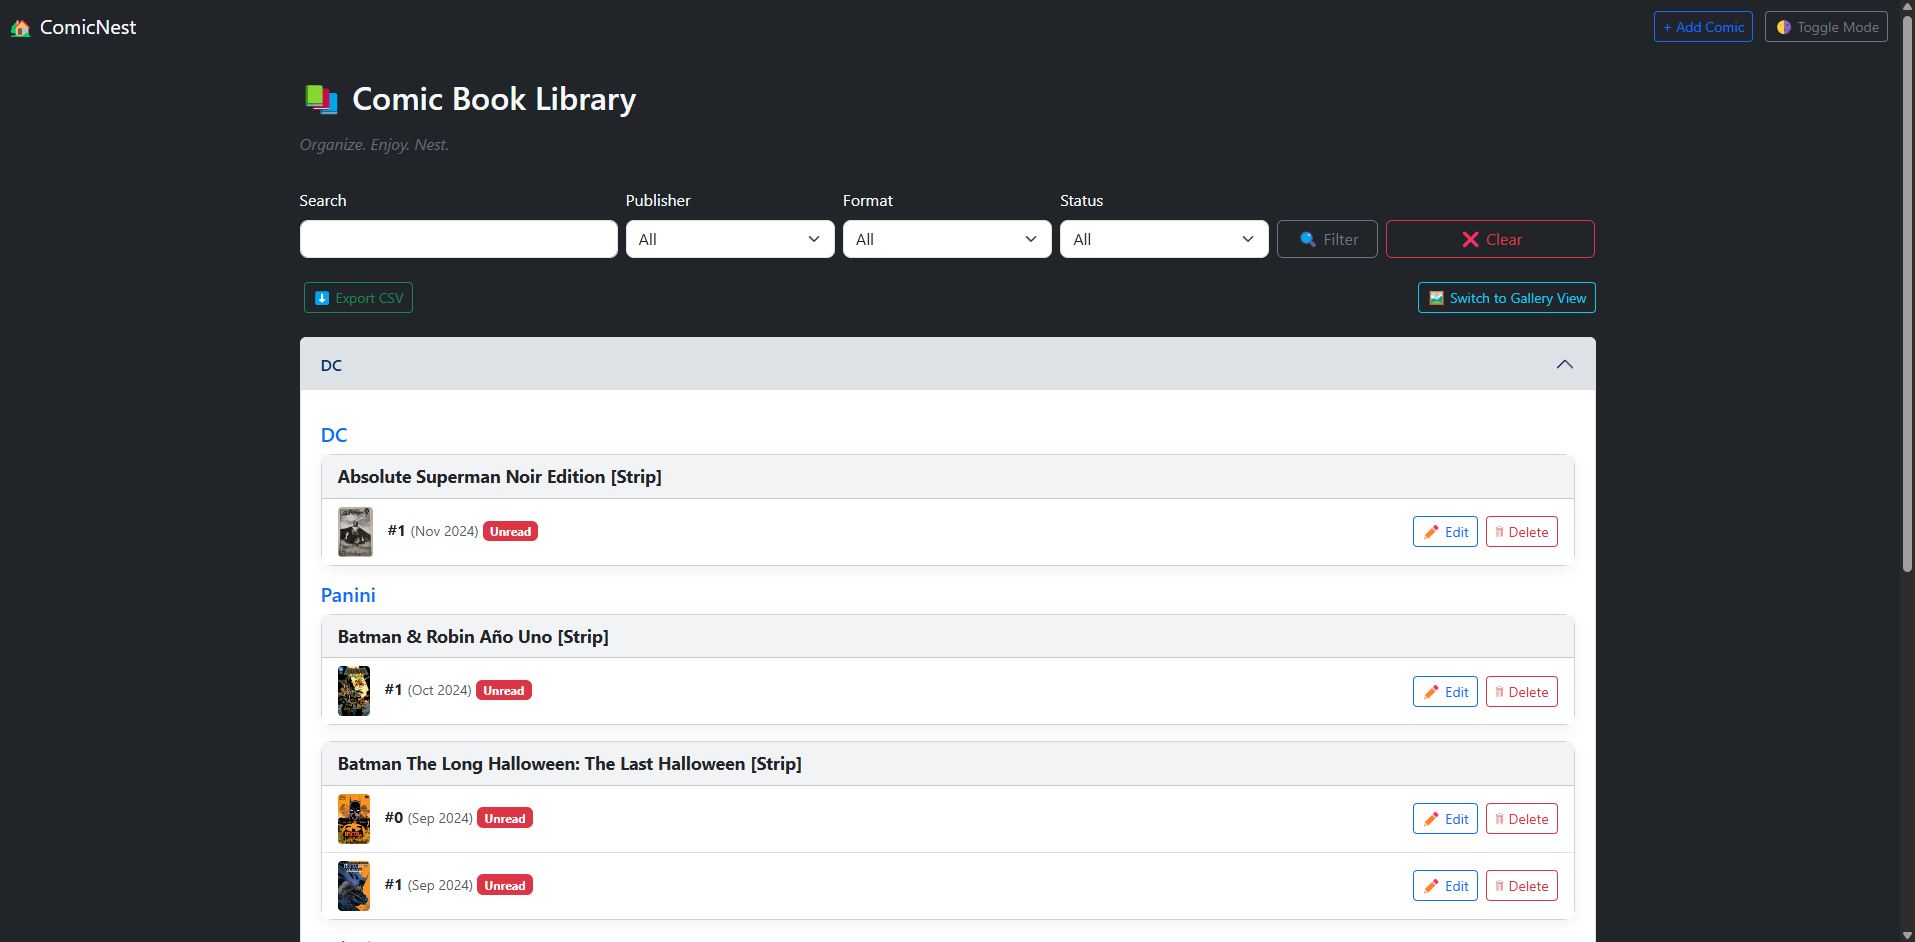 ComicNest
+ Add Comic
Toggle Mode
Comic Book Library
Organize. Enjoy. Nest.
Search
Publisher
Format
Status
All
All
All
Filter
Clear
Export CSV
Switch to Gallery View
DC
DC
Absolute Superman Noir Edition [Strip]
#1 (Nov 2024) Unread
Edit
Delete
Panini
Batman & Robin Año Uno [Strip]
#1 (Oct 2024) Unread
Edit
Delete
Batman The Long Halloween: The Last Halloween [Strip]
#0 (Sep 2024) Unread
Edit
Delete
#1 (Sep 2024) Unread
Edit
Delete